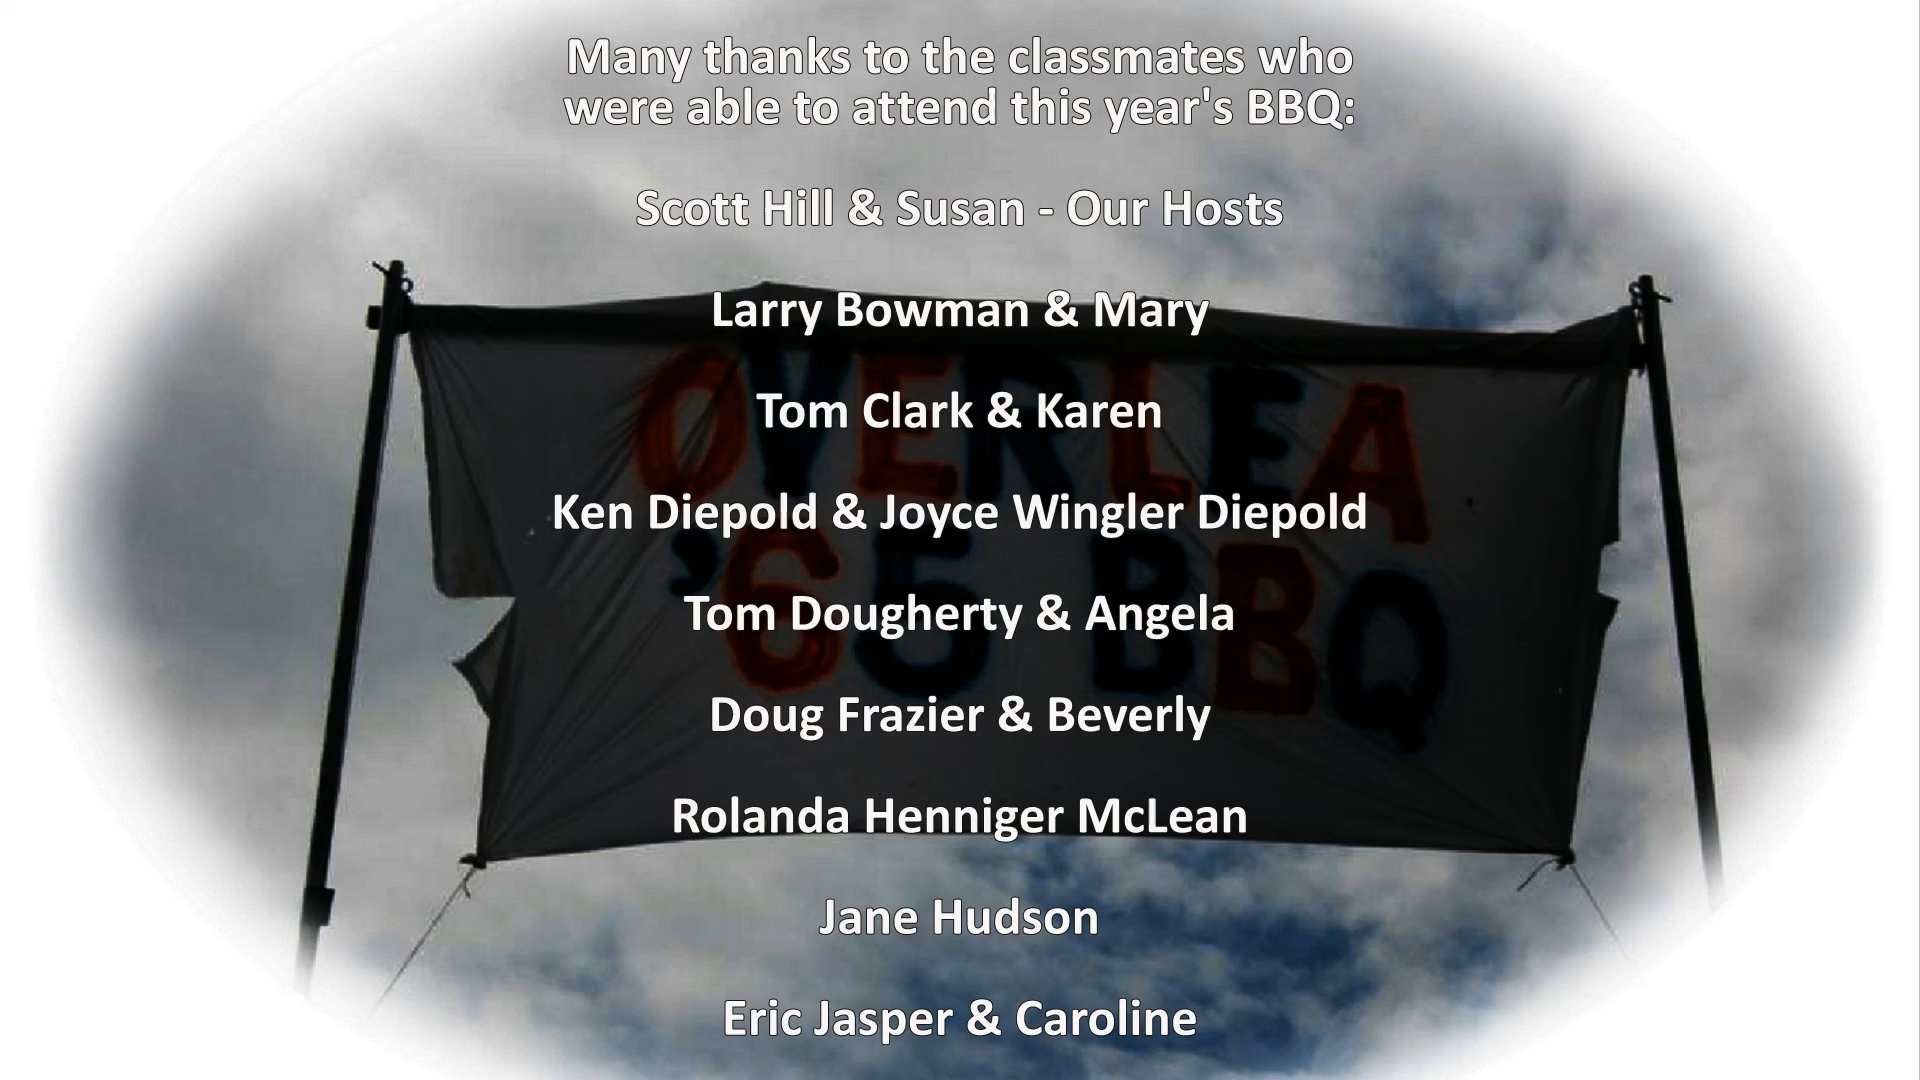 Many thanks to the classmates who
were able to attend this year's BBQ:
Scott Hill & Susan - Our Hosts
Larry Bowman & Mary
Tom Clark & Karen
Ken Diepold & Joyce Wingler Diepold
Tom Dougherty & Angela
Doug Frazier & Beverly
Rolanda Henniger McLean
Jane Hudson
Eric Jasper & Caroline
OVERLEA
'65 BBQ